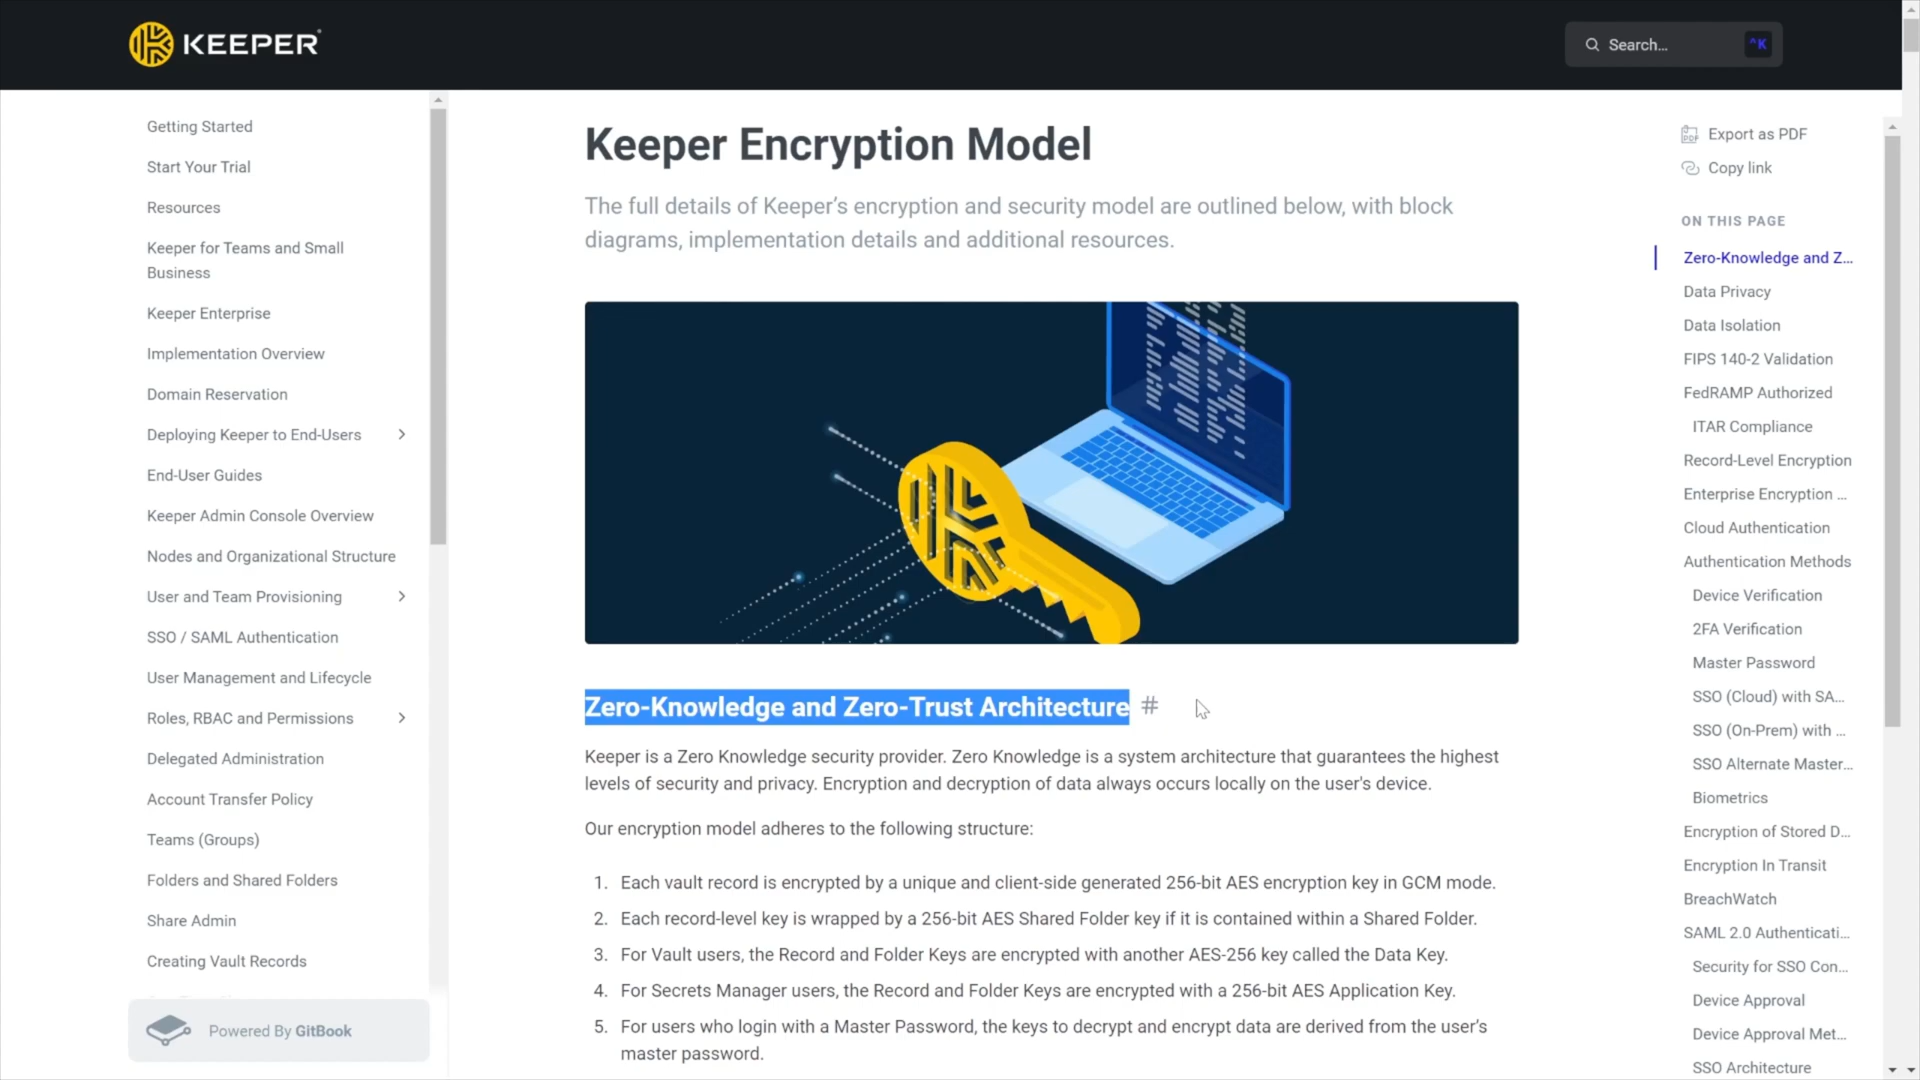 KEEPER
Search...
^K
Getting Started
Start Your Trial
Resources
Keeper for Teams and Small
Business
Keeper Enterprise
Implementation Overview
Domain Reservation
Deploying Keeper to End-Users
End-User Guides
Keeper Admin Console Overview
Nodes and Organizational Structure
User and Team Provisioning
SSO / SAML Authentication
User Management and Lifecycle
Roles, RBAC and Permissions
Delegated Administration
Account Transfer Policy
Teams (Groups)
Folders and Shared Folders
Share Admin
Creating Vault Records
Powered By GitBook
Keeper Encryption Model
The full details of Keeper’s encryption and security model are outlined below, with block
diagrams, implementation details and additional resources.
Zero-Knowledge and Zero-Trust Architecture #
Keeper is a Zero Knowledge security provider. Zero Knowledge is a system architecture that guarantees the highest
levels of security and privacy. Encryption and decryption of data always occurs locally on the user's device.
Our encryption model adheres to the following structure:
1. Each vault record is encrypted by a unique and client-side generated 256-bit AES encryption key in GCM mode.
2. Each record-level key is wrapped by a 256-bit AES Shared Folder key if it is contained within a Shared Folder.
3. For Vault users, the Record and Folder Keys are encrypted with another AES-256 key called the Data Key.
4. For Secrets Manager users, the Record and Folder Keys are encrypted with a 256-bit AES Application Key.
5. For users who login with a Master Password, the keys to decrypt and encrypt data are derived from the user’s
master password.
PDF
Export as PDF
Copy link
ON THIS PAGE
Zero-Knowledge and Z...
Data Privacy
Data Isolation
FIPS 140-2 Validation
FedRAMP Authorized
ITAR Compliance
Record-Level Encryption
Enterprise Encryption ...
Cloud Authentication
Authentication Methods
Device Verification
2FA Verification
Master Password
SSO (Cloud) with SA...
SSO (On-Prem) with ...
SSO Alternate Master...
Biometrics
Encryption of Stored D...
Encryption In Transit
BreachWatch
SAML 2.0 Authenticati...
Security for SSO Con...
Device Approval
Device Approval Met...
SSO Architecture